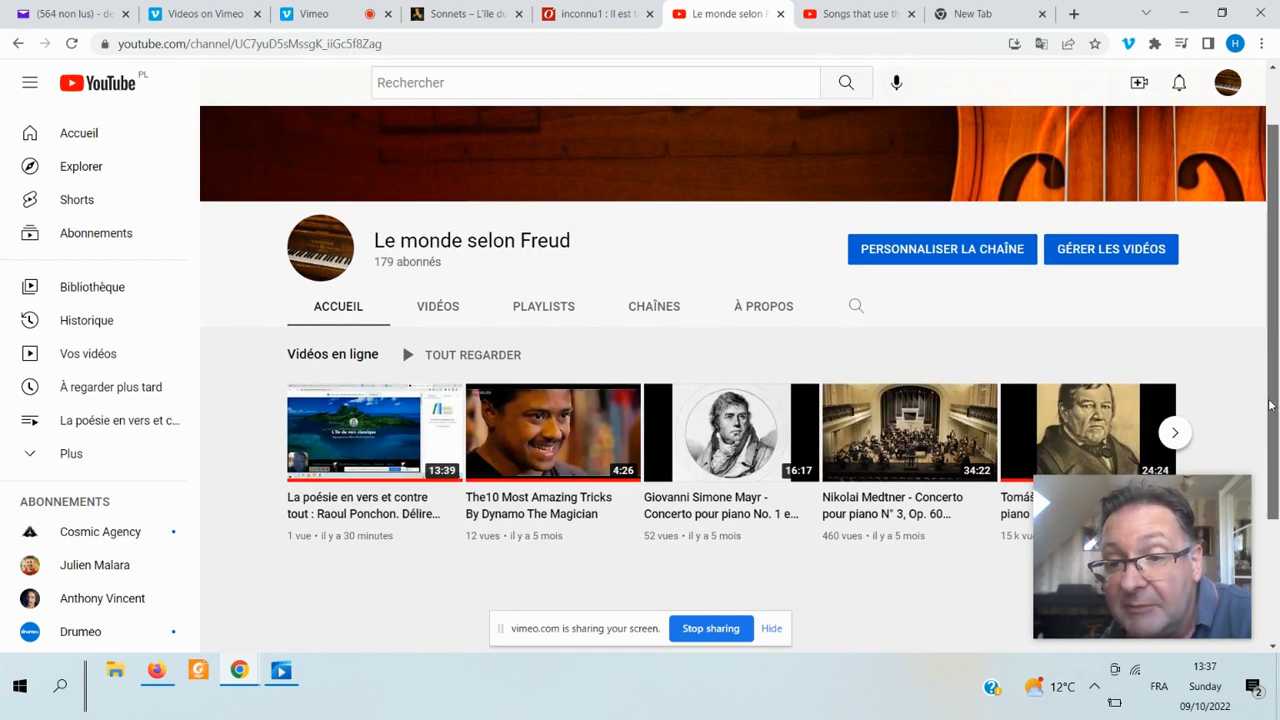 (564 non lus) - de
Videos on Vimeo
Vimeo
Sonnets – L'île du
inconnu1 : Il est t
Le monde selon F
Songs that use th
New Tab
youtube.com/channel/UC7yuD5sMssgK_iiGc5f8Zag
H
YouTube PL
Rechercher
Accueil
Explorer
Shorts
Abonnements
Bibliothèque
Historique
Vos vidéos
À regarder plus tard
La poésie en vers et c...
Plus
ABONNEMENTS
Cosmic Agency
Julien Malara
Anthony Vincent
drumeo
Drumeo
Le monde selon Freud
179 abonnés
PERSONNALISER LA CHAÎNE
GÉRER LES VIDÉOS
ACCUEIL
VIDÉOS
PLAYLISTS
CHAÎNES
À PROPOS
Vidéos en ligne
TOUT REGARDER
L'île du vers classique
13:39
La poésie en vers et contre
tout : Raoul Ponchon. Délire...
1 vue • il y a 30 minutes
4:26
The10 Most Amazing Tricks
By Dynamo The Magician
12 vues • il y a 5 mois
16:17
Giovanni Simone Mayr -
Concerto pour piano No. 1 e...
52 vues • il y a 5 mois
34:22
Nikolai Medtner - Concerto
pour piano N° 3, Op. 60...
460 vues • il y a 5 mois
24:24
Tomáš
piano
15 k vu
vimeo.com is sharing your screen.
Stop sharing
Hide
12°C
FRA
13:37
Sunday
09/10/2022
2